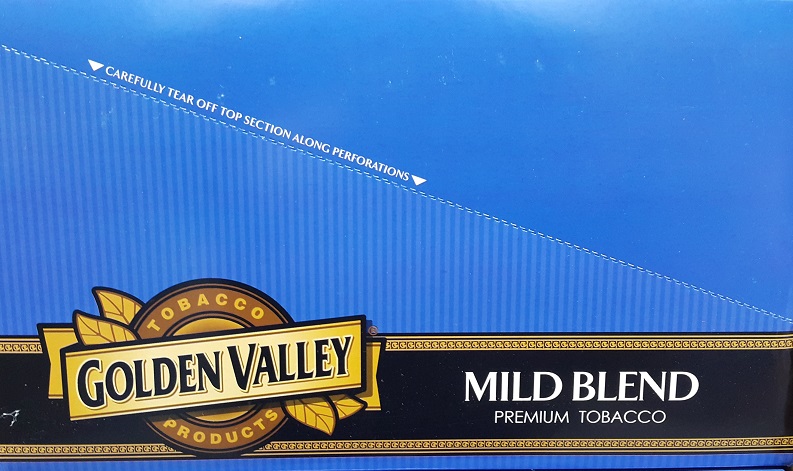 CAREFULLY TEAR OFF TOP SECTION ALONG PERFORATIONS
TOBACCO
GOLDEN VALLEY®
PRODUCTS
MILD BLEND
PREMIUM TOBACCO